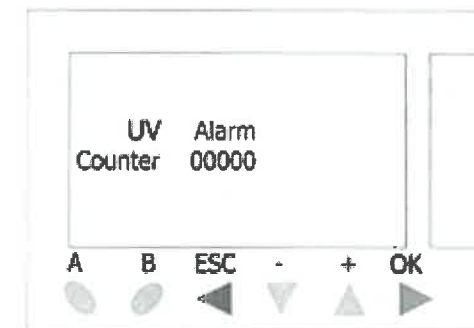 UV Alarm
Counter 00000
A B ESC - + OK